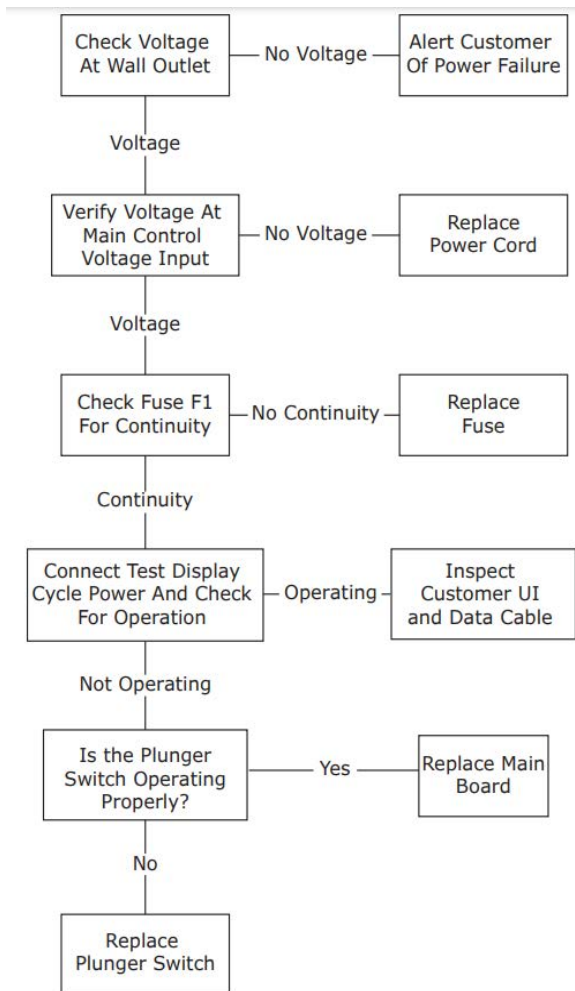 Check Voltage
At Wall Outlet
No Voltage
Alert Customer
Of Power Failure
Voltage
Verify Voltage At
Main Control
Voltage Input
No Voltage
Replace
Power Cord
Voltage
Check Fuse F1
For Continuity
No Continuity
Replace
Fuse
Continuity
Connect Test Display
Cycle Power And Check
For Operation
Operating
Inspect
Customer UI
and Data Cable
Not Operating
Is the Plunger
Switch Operating
Properly?
Yes
Replace Main
Board
No
Replace
Plunger Switch